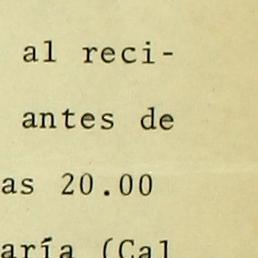 al reci-
antes de
as 20.00
aría (Cal